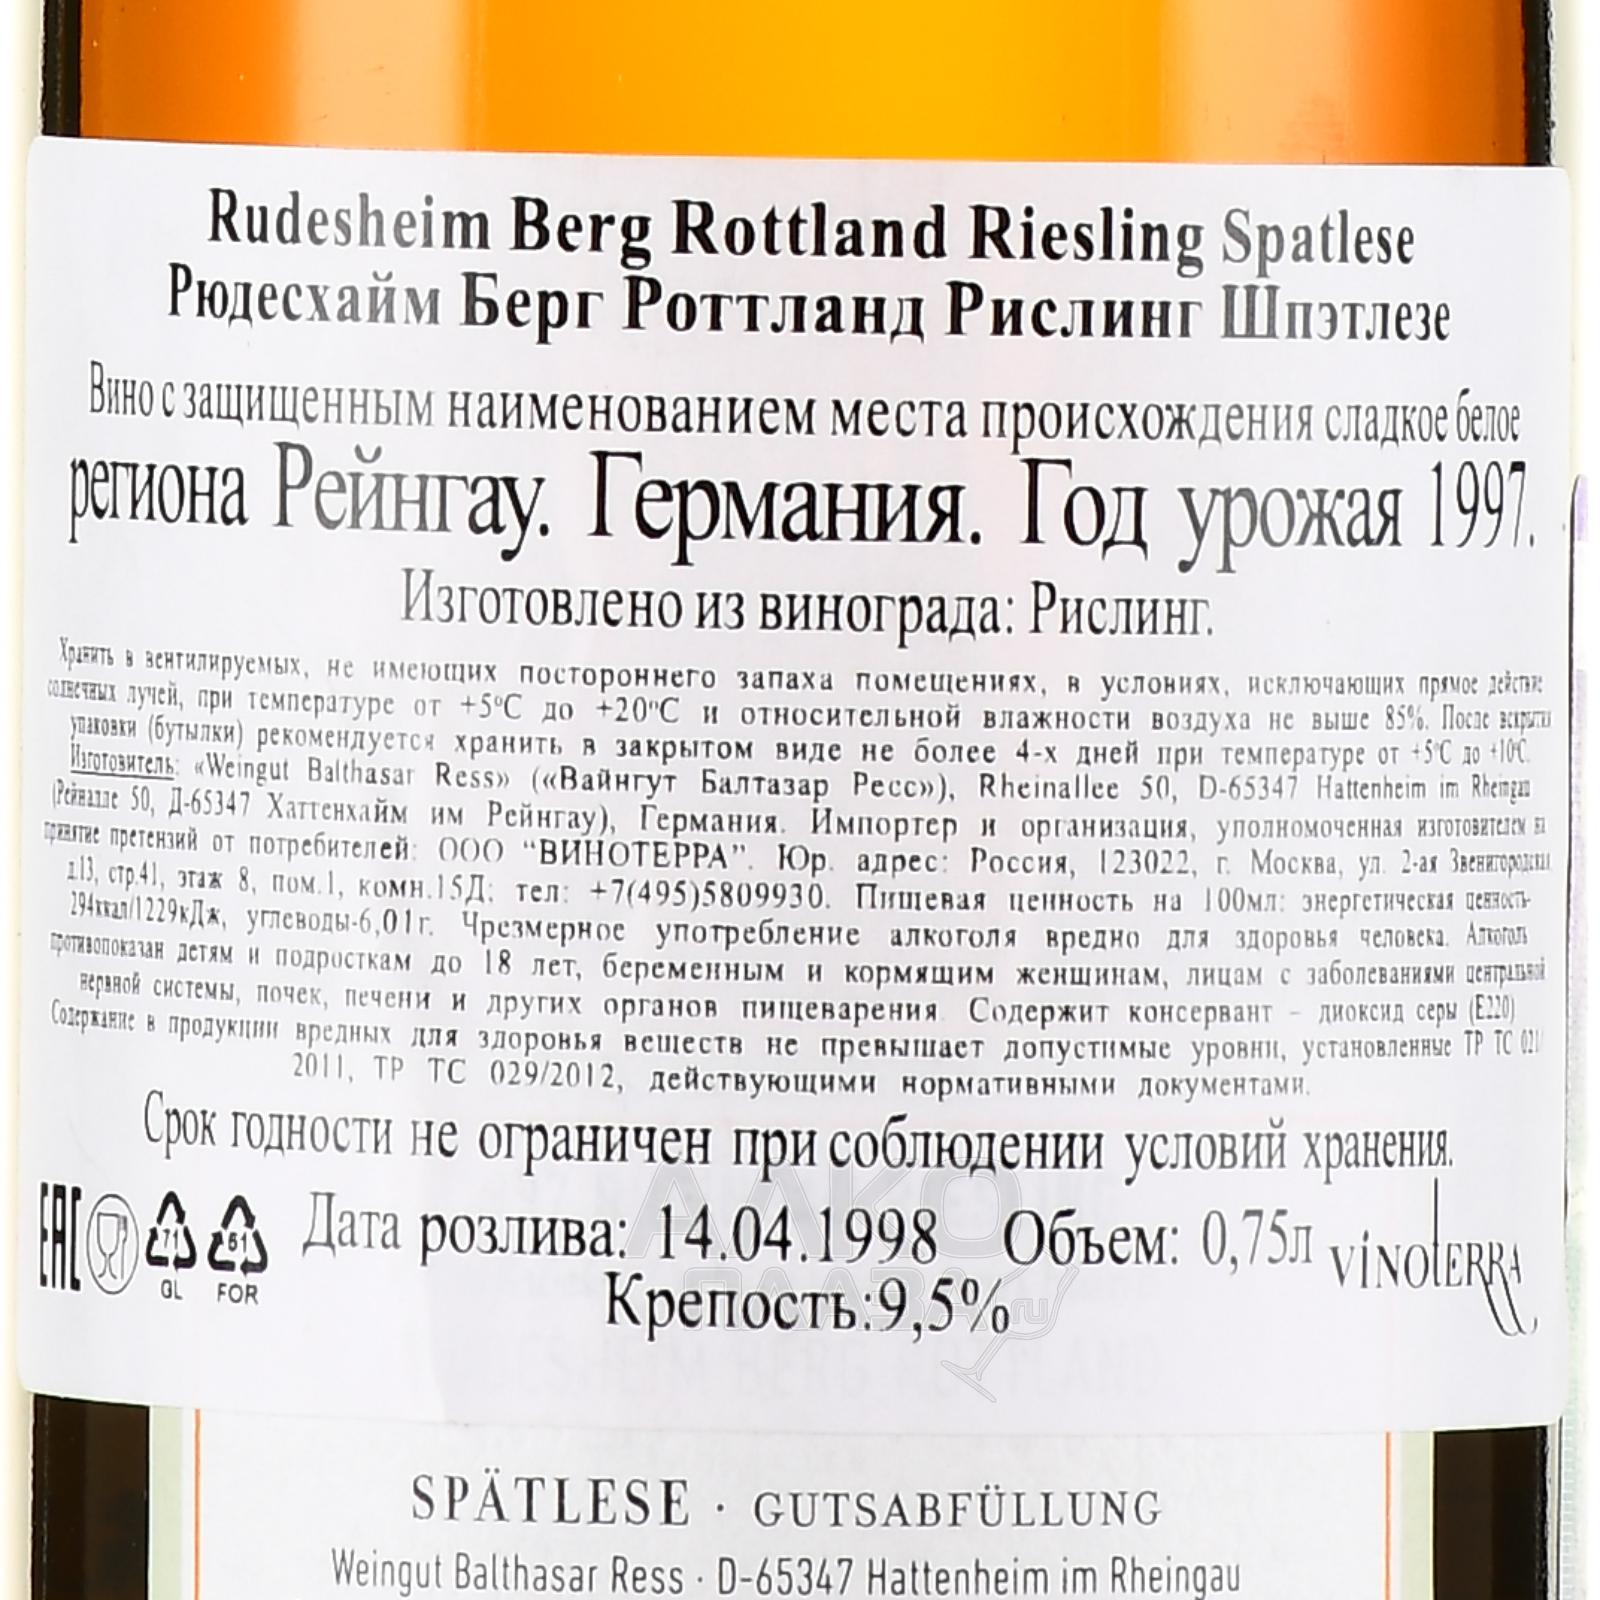 Rudesheim Berg Rottland Riesling Spatlese
Рюдесхайм Берг Роттланд Рислинг Шпэтлезе
Вино с защищенным наименованием места происхождения сладкое белое
региона Рейнгау. Германия. Год урожая 1997.
Изготовлено из винограда: Рислинг.
Хранить в вентилируемых, не имеющих постороннего запаха помещениях, в условиях, исключающих прямое действие
солнечных лучей, при температуре от +5°С до +20°С и относительной влажности воздуха не выше 85%. После вскрытия
упаковки (бутылки) рекомендуется хранить в закрытом виде не более 4-х дней при температуре от +5°С до +10°С.
Изготовитель: «Weingut Balthasar Ress» («Вайнгут Балтазар Ресс»), Rheinallee 50, D-65347 Hattenheim im Rheingau
(Рейналле 50, Д-65347 Хаттенхайм им Рейнгау), Германия. Импортер и организация, уполномоченная изготовителем на
принятие претензий от потребителей: ООО "ВИНОТЕРРА". Юр. адрес: Россия, 123022, г. Москва, ул. 2-ая Звенигородская
д.13, стр.41, этаж 8, пом.1, комн.15Д; тел: +7(495)5809930. Пищевая ценность на 100мл: энергетическая ценность-
294ккал/1229кДж, углеводы-6,01г. Чрезмерное употребление алкоголя вредно для здоровья человека. Алкоголь
противопоказан детям и подросткам до 18 лет, беременным и кормящим женщинам, лицам с заболеваниями центральной
нервной системы, почек, печени и других органов пищеварения. Содержит консервант – диоксид серы (Е220)
Содержание в продукции вредных для здоровья веществ не превышает допустимые уровни, установленные ТР ТС 021/
2011, ТР ТС 029/2012, действующими нормативными документами.
Срок годности не ограничен при соблюдении условий хранения.
EAC 71 GL 61 FOR Дата розлива: 14.04.1998 Объем: 0,75л VINOTERRA
Крепость:9,5%
АЛКО
ПЛАЗА.ru
SPÄTLESE · GUTSABFÜLLUNG
Weingut Balthasar Ress · D-65347 Hattenheim im Rheingau